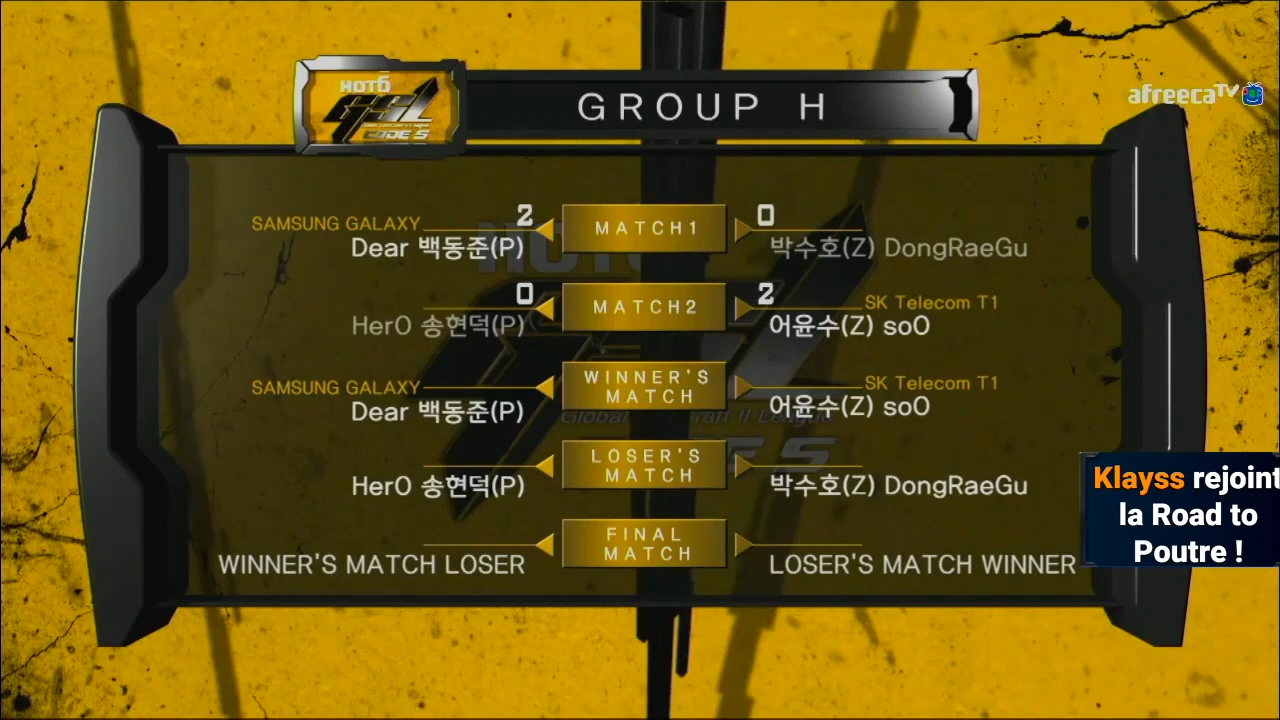 HOT6
GSL
CODE S
GROUP H
afreecaTV
SAMSUNG GALAXY 2 MATCH1 0
Dear 백동준(P) 박수호(Z) DongRaeGu
0 MATCH2 2 SK Telecom T1
HerO 송현덕(P) 어윤수(Z) soO
SAMSUNG GALAXY WINNER'S MATCH SK Telecom T1
Dear 백동준(P) 어윤수(Z) soO
LOSER'S MATCH
HerO 송현덕(P) 박수호(Z) DongRaeGu
FINAL MATCH
WINNER'S MATCH LOSER LOSER'S MATCH WINNER
Klayss rejoint
la Road to
Poutre !